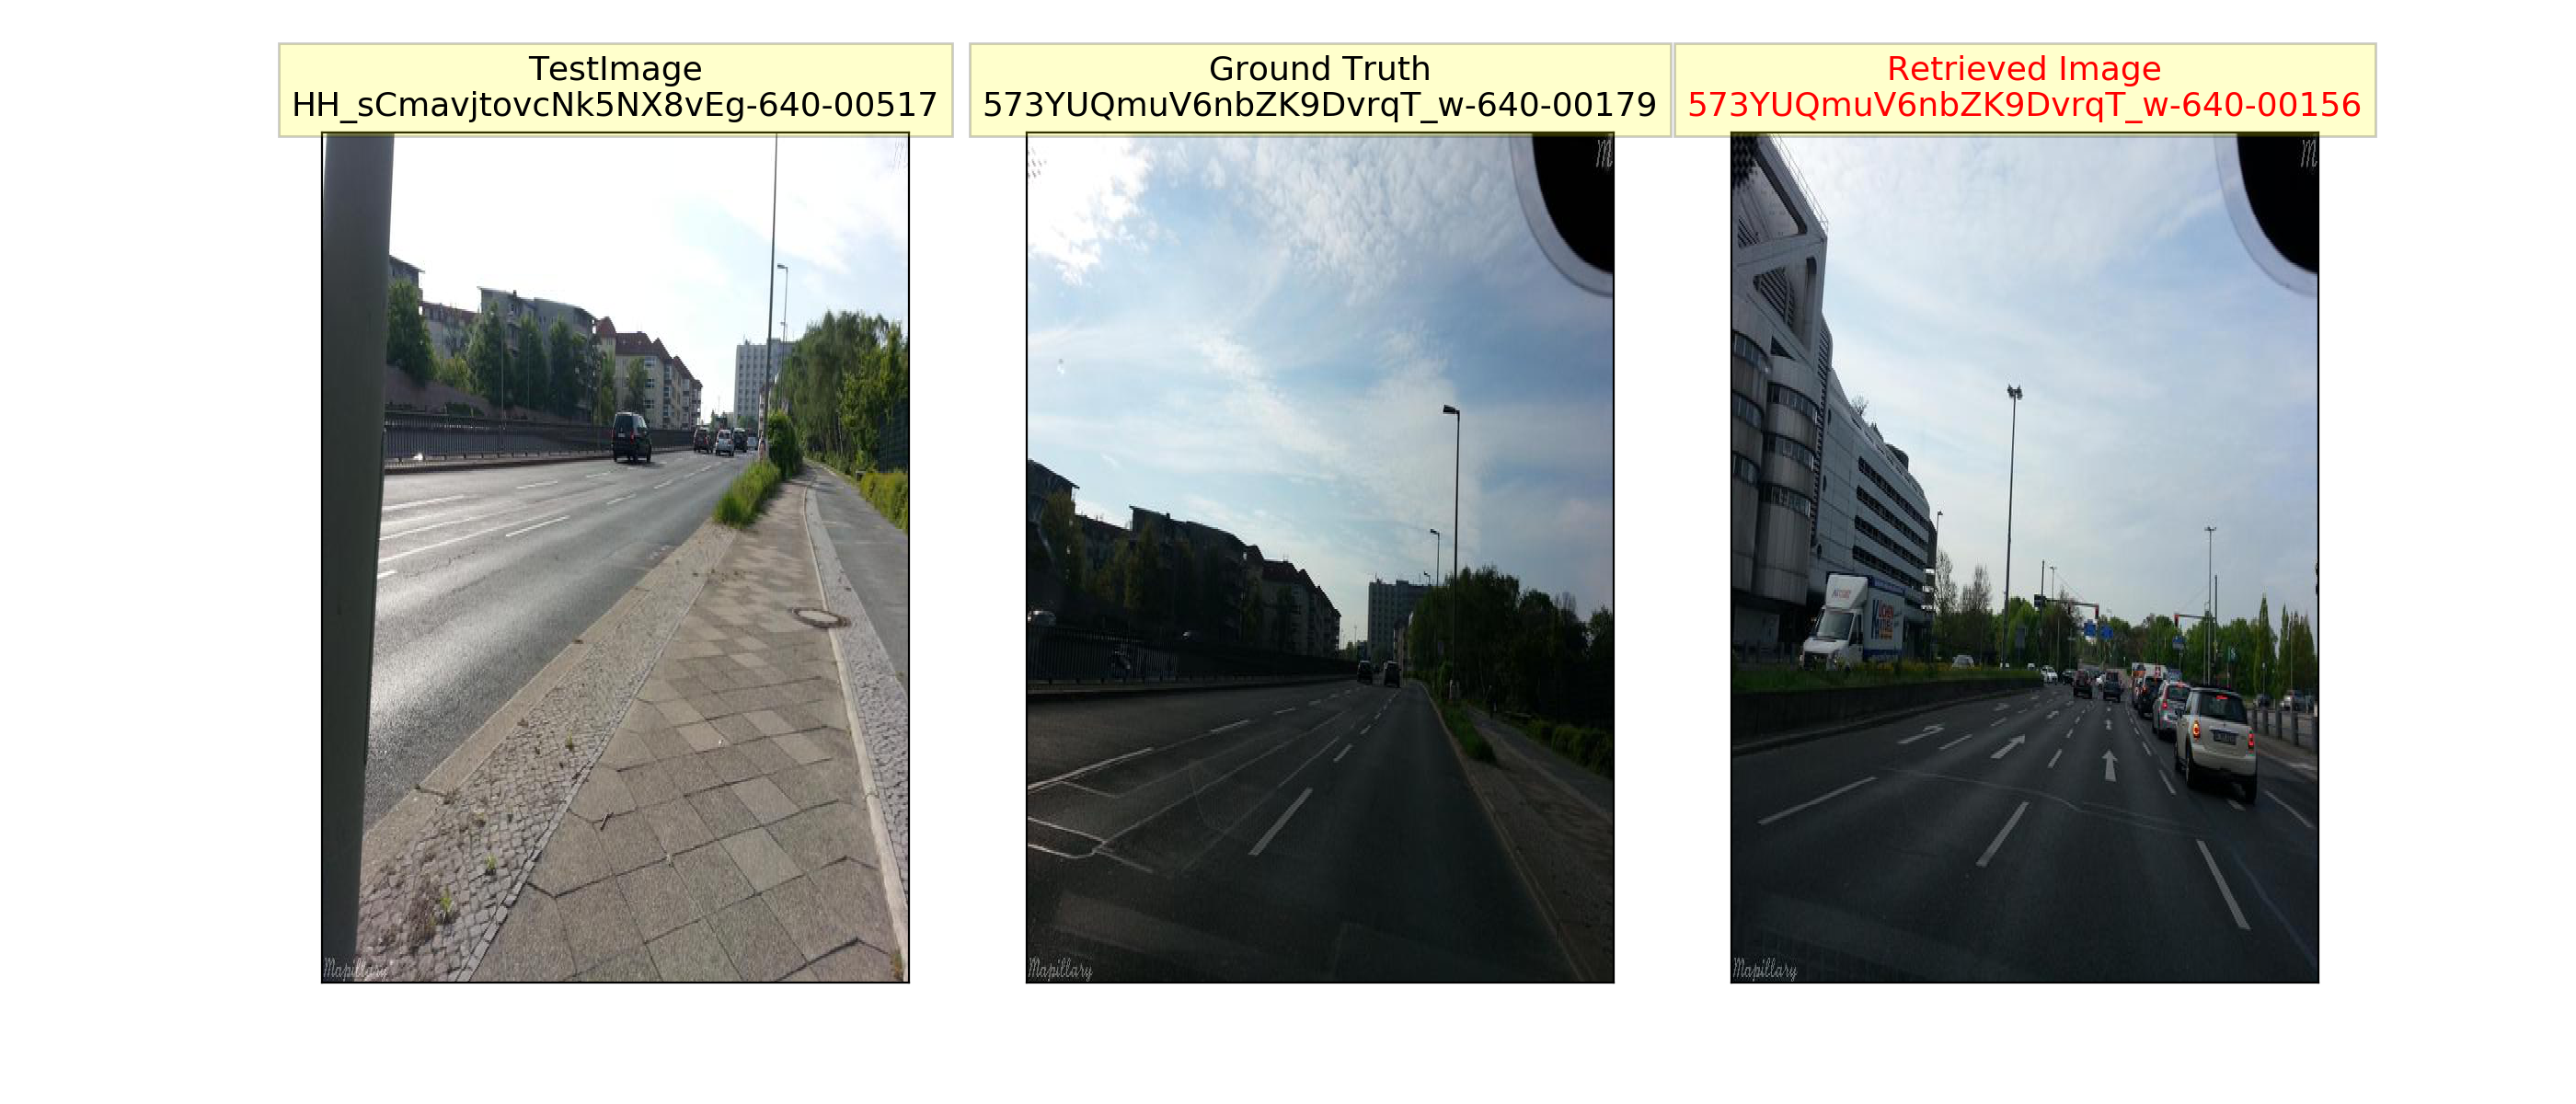 TestImage
HH_sCmavjtovcNk5NX8vEg-640-00517
Ground Truth
573YUQmuV6nbZK9DvrqT_w-640-00179
Retrieved Image
573YUQmuV6nbZK9DvrqT_w-640-00156
M
M
Mapillary
Mapillary
Mapillary